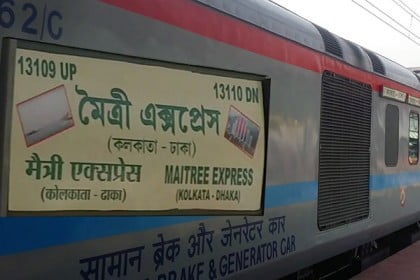 62/C
13109 UP
13110 DN
মৈত্রী এক্সপ্রেস
(কলকাতা - ঢাকা)
मैत्री एक्सप्रेस
(कोलकाता - ढाका)
MAITREE EXPRESS
(KOLKATA - DHAKA)
सामान ब्रेक और जेनरेटर कार
BRAKE & GENERATOR CAR